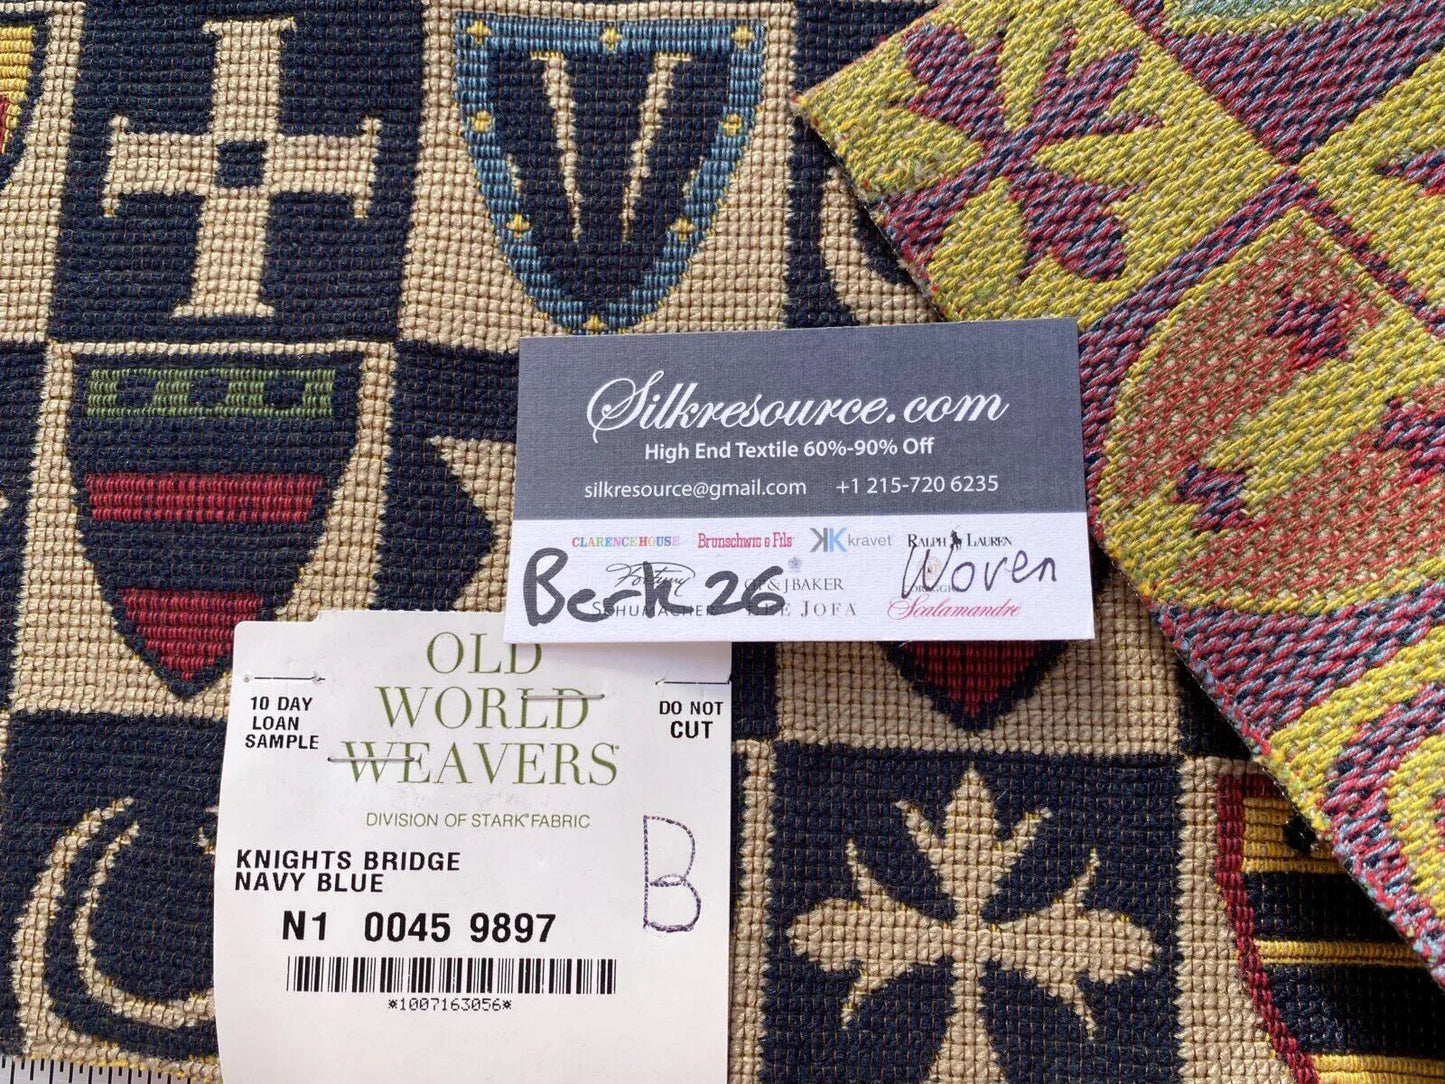 Silkresource.com
High End Textile 60%-90% Off
silkresource@gmail.com +1 215-720 6235
CLARENCE HOUSE Brunschwig & Fils kravet RALPH LAUREN
Fortuny G P & J BAKER
SCHUMACHER LEE JOFA Scalamandré
Berk 26 Woven
OLD
WORLD
WEAVERS®
DIVISION OF STARK® FABRIC
10 DAY
LOAN
SAMPLE
DO NOT
CUT
KNIGHTS BRIDGE
NAVY BLUE
N1 0045 9897
*1007163056*
B